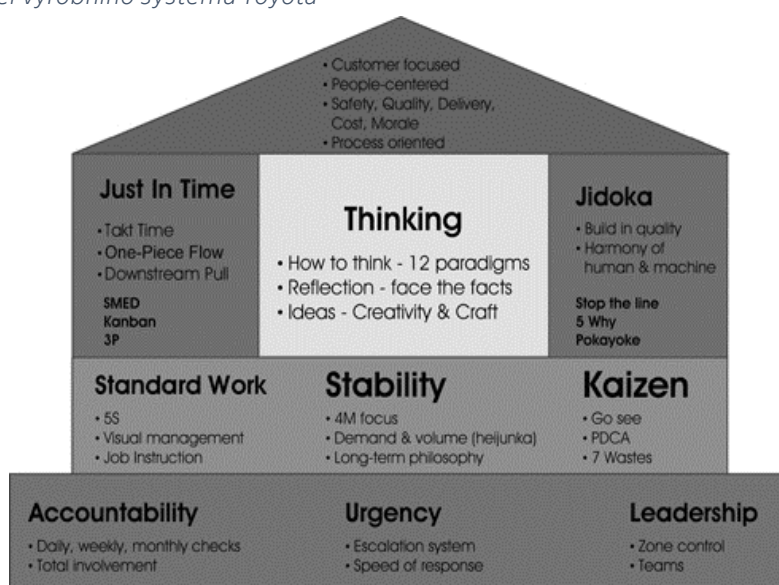 výrobního systému Toyota
• Customer focused
• People-centered
• Safety, Quality, Delivery,
Cost, Morale
• Process oriented
Just In Time
• Takt Time
• One-Piece Flow
• Downstream Pull
SMED
Kanban
3P
Thinking
• How to think - 12 paradigms
• Reflection - face the facts
• Ideas - Creativity & Craft
Jidoka
• Build in quality
• Harmony of
human & machine
Stop the line
5 Why
Pokayoke
Standard Work
• 5S
• Visual management
• Job Instruction
Stability
• 4M focus
• Demand & volume (heijunka)
• Long-term philosophy
Kaizen
• Go see
• PDCA
• 7 Wastes
Accountability
• Daily, weekly, monthly checks
• Total involvement
Urgency
• Escalation system
• Speed of response
Leadership
• Zone control
• Teams